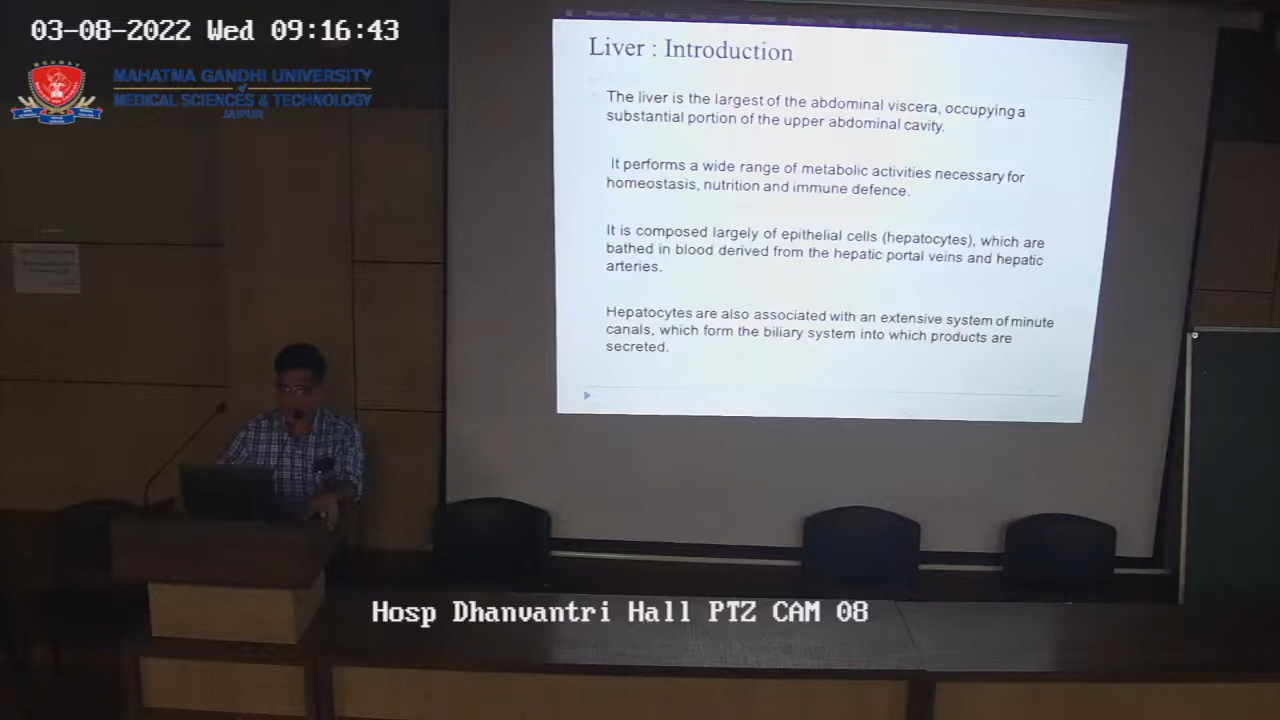 03-08-2022 Wed 09:16:43
MAHATMA GANDHI UNIVERSITY
of
MEDICAL SCIENCES & TECHNOLOGY
JAIPUR
Liver : Introduction
The liver is the largest of the abdominal viscera, occupying a
substantial portion of the upper abdominal cavity.
It performs a wide range of metabolic activities necessary for
homeostasis, nutrition and immune defence.
It is composed largely of epithelial cells (hepatocytes), which are
bathed in blood derived from the hepatic portal veins and hepatic
arteries.
Hepatocytes are also associated with an extensive system of minute
canals, which form the biliary system into which products are
secreted.
Hosp Dhanvantri Hall PTZ CAM 08